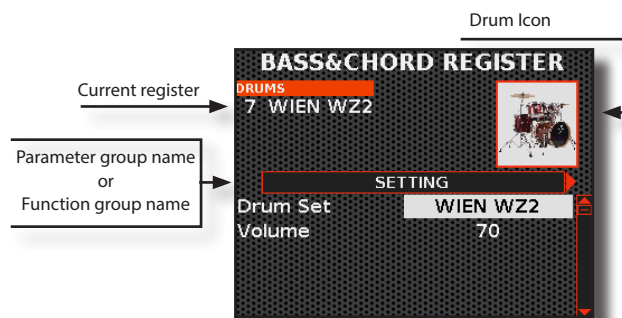 Drum Icon
BASS&CHORD REGISTER
Current register
DRUMS
7 WIEN WZ2
Parameter group name
or
Function group name
SETTING
Drum Set WIEN WZ2
Volume 70